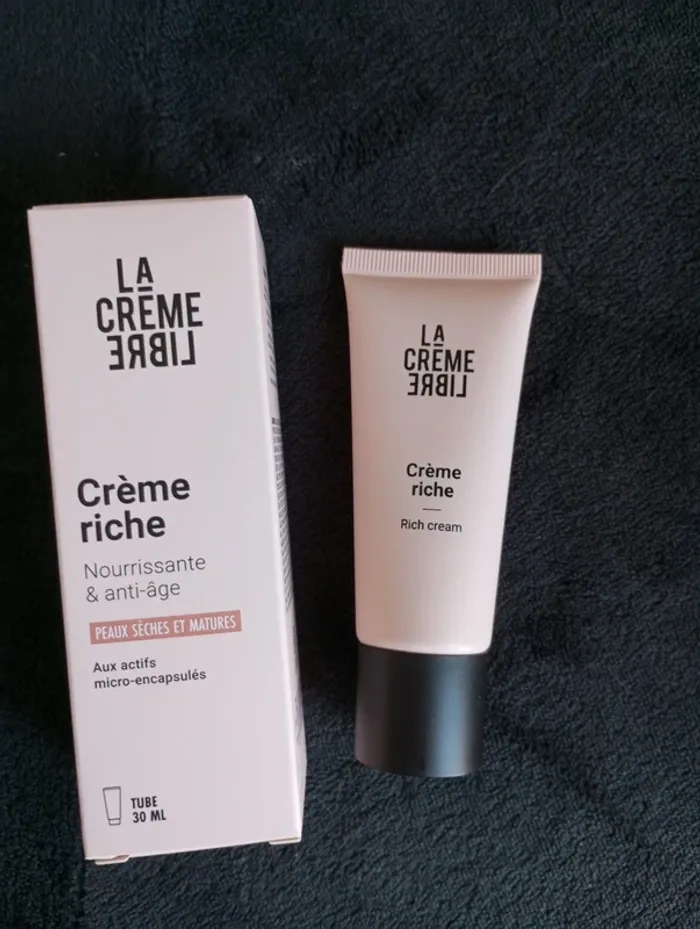 LA
CRÈME
LIBRE
Crème
riche
Nourrissante
& anti-âge
PEAUX SÈCHES ET MATURES
Aux actifs
micro-encapsulés
TUBE
30 ML
LA
CRÈME
LIBRE
Crème
riche
Rich cream